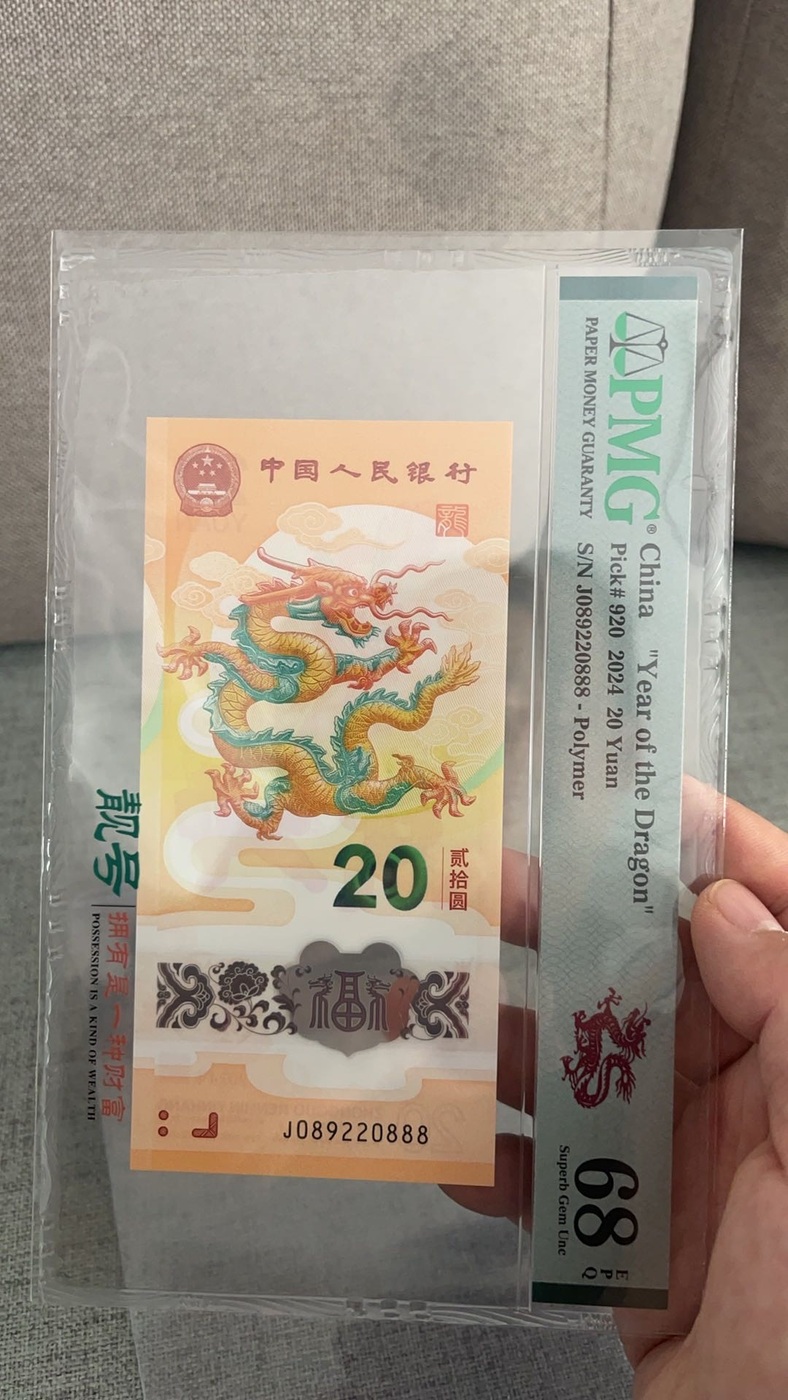 中国人民银行
龍
20
贰拾圆
福
J089220888
PMG®
PAPER MONEY GUARANTY
China "Year of the Dragon"
Pick# 920 2024 20 Yuan
S/N J089220888 - Polymer
68
EPQ
Superb Gem Unc
靓号
拥有是一种财富
POSSESSION IS A KIND OF WEALTH